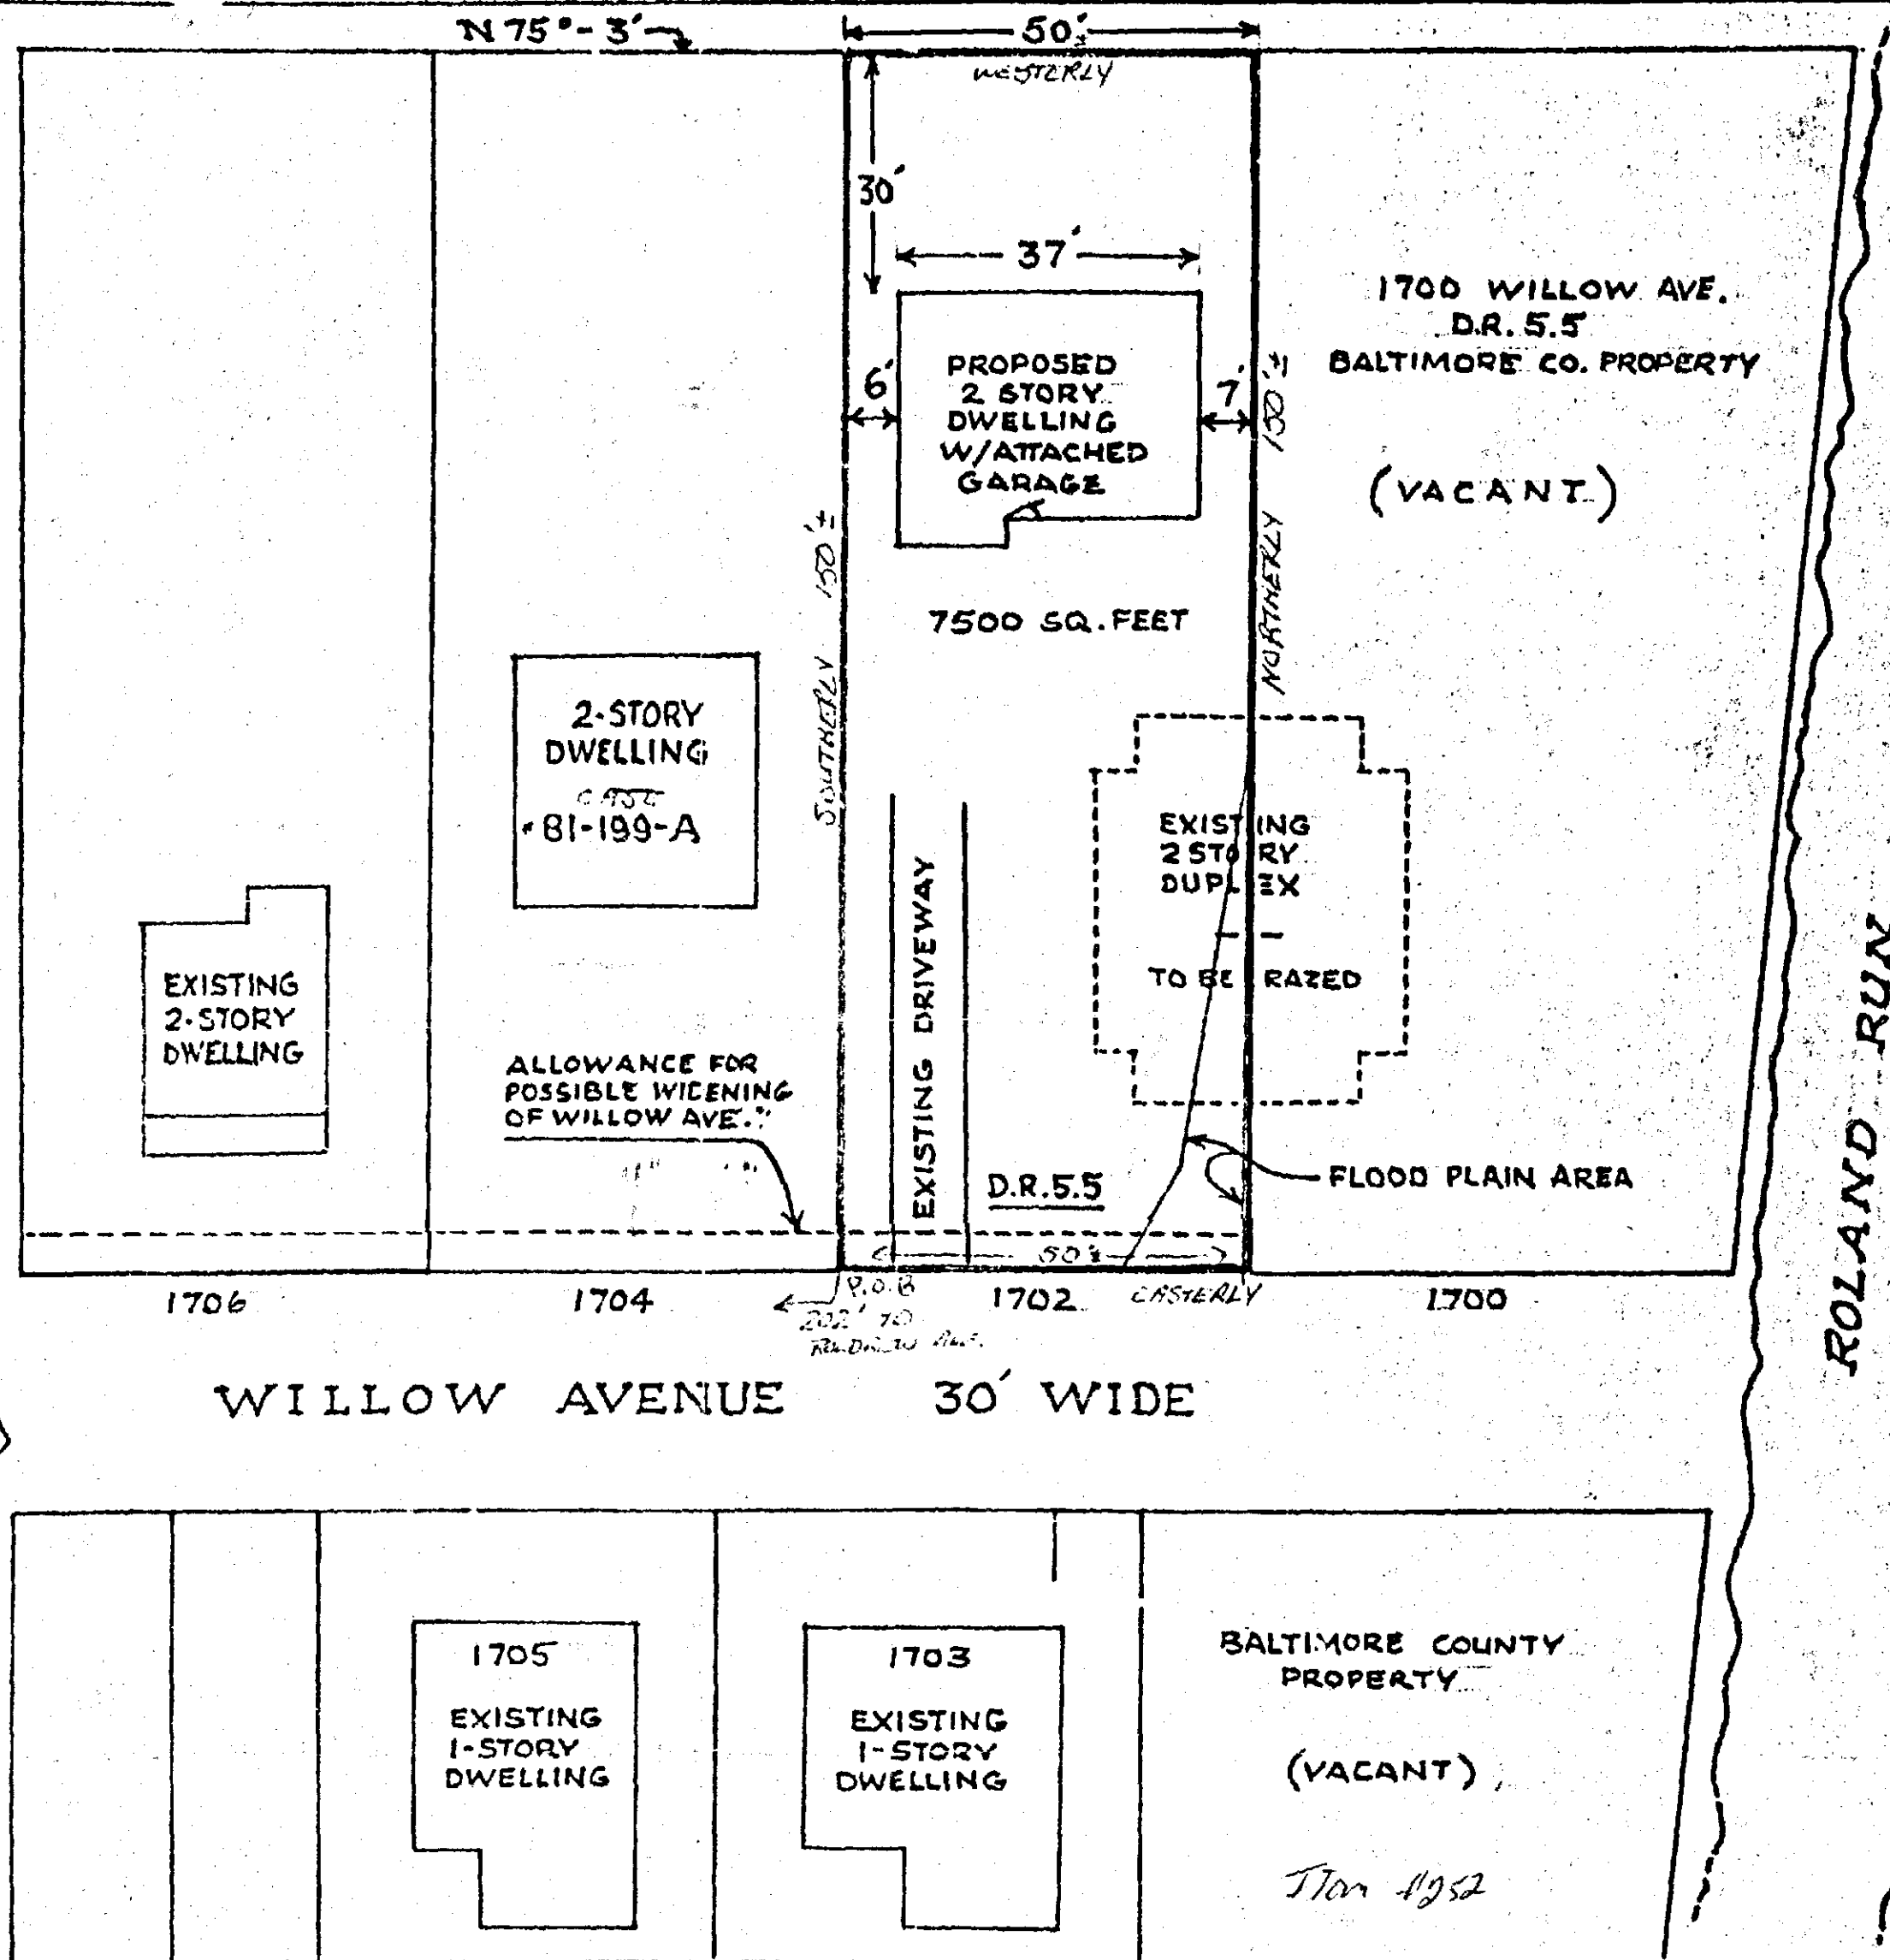 N 75°- 3'
50'±
WESTERLY
30'
37'
1700 WILLOW AVE.
D.R. 5.5
BALTIMORE CO. PROPERTY
(VACANT)
6'
PROPOSED
2 STORY
DWELLING
W/ATTACHED
GARAGE
7'
SOUTHERLY 150'±
NORTHERLY 150'±
7500 SQ. FEET
2-STORY
DWELLING
CASE
81-199-A
EXISTING
2 STORY
DUPLEX
TO BE RAZED
EXISTING DRIVEWAY
EXISTING
2-STORY
DWELLING
ALLOWANCE FOR
POSSIBLE WIDENING
OF WILLOW AVE.
D.R.5.5
FLOOD PLAIN AREA
50'±
P.O.B
202' TO
1706
1704
1702
EASTERLY
1700
ROLAND RUN
WILLOW AVENUE 30' WIDE
1705
EXISTING
1-STORY
DWELLING
1703
EXISTING
1-STORY
DWELLING
BALTIMORE COUNTY
PROPERTY
(VACANT)
Item #252